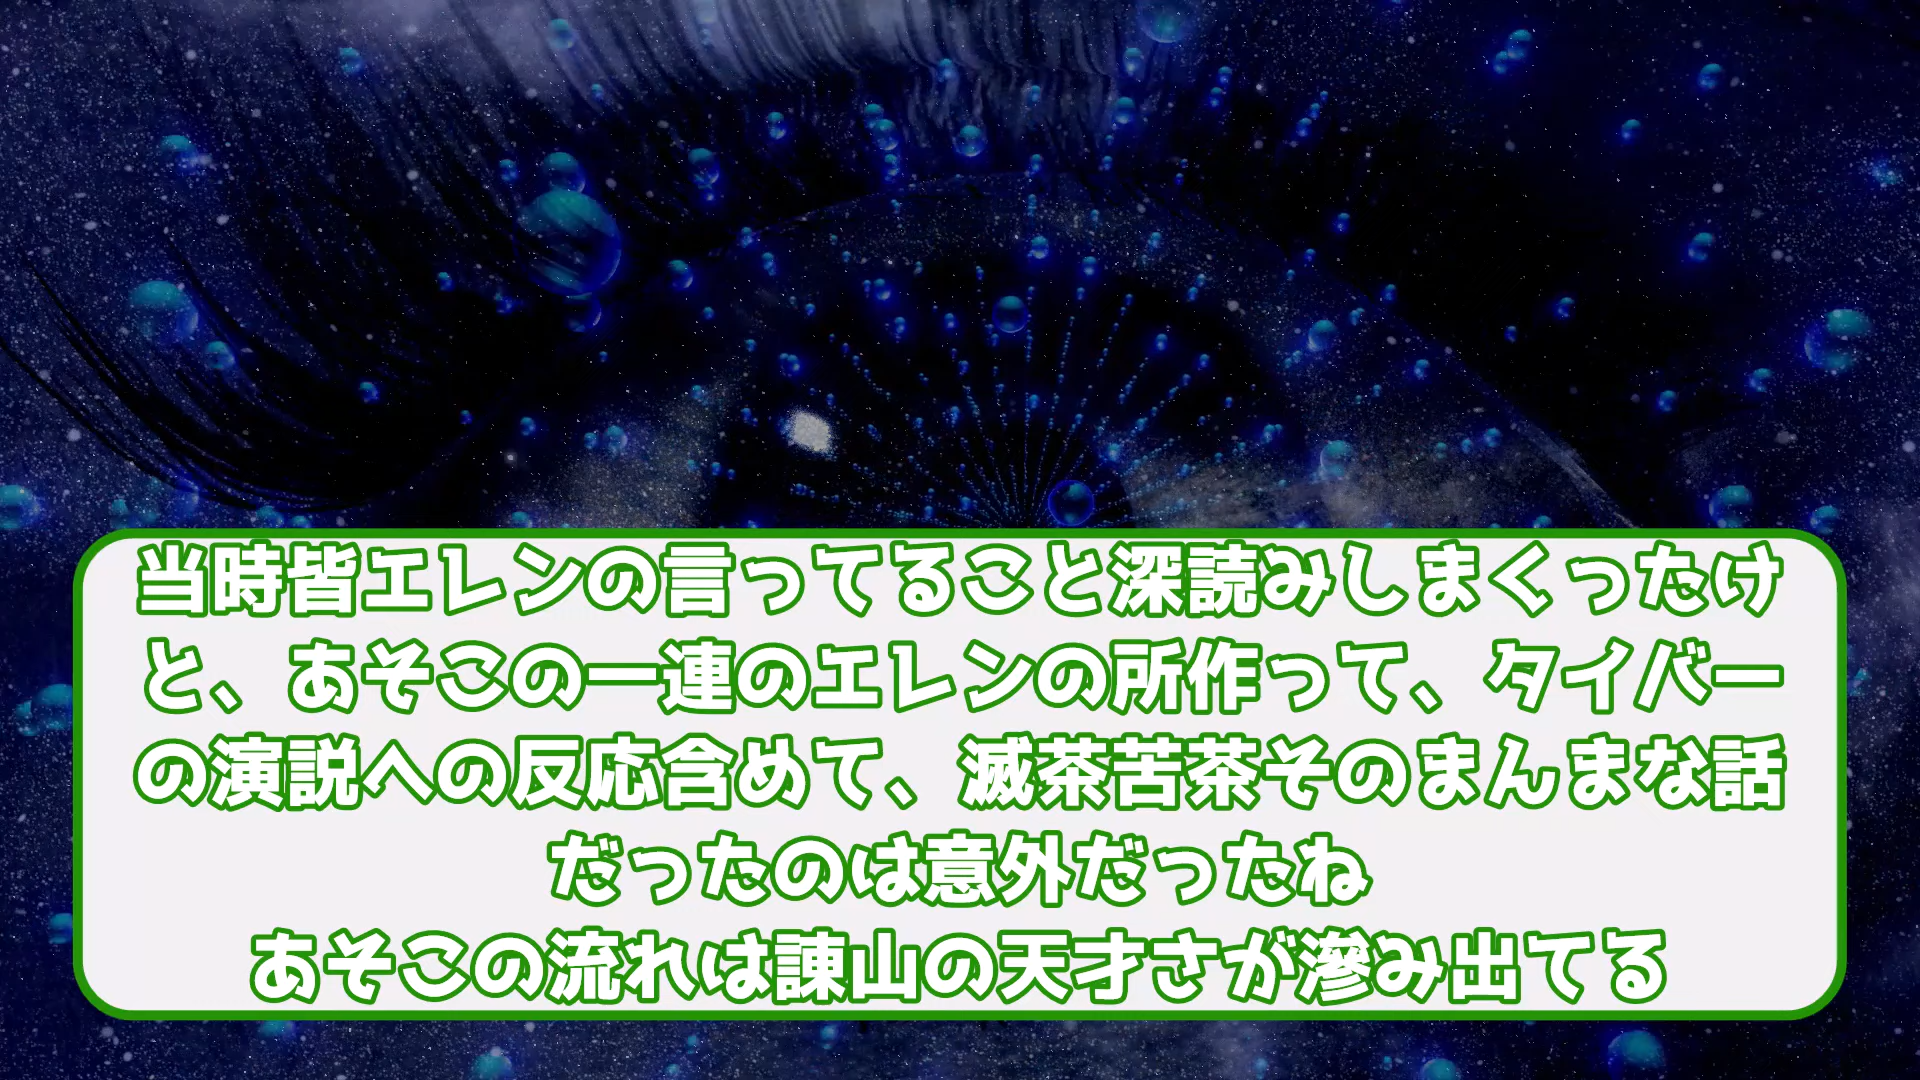 当時皆エレンの言ってること深読みしまくったけ
と、あそこの一連のエレンの所作って、タイバー
の演説への反応含めて、滅茶苦茶そのまんまな話
だったのは意外だったね
あそこの流れは諌山の天才さが滲み出てる